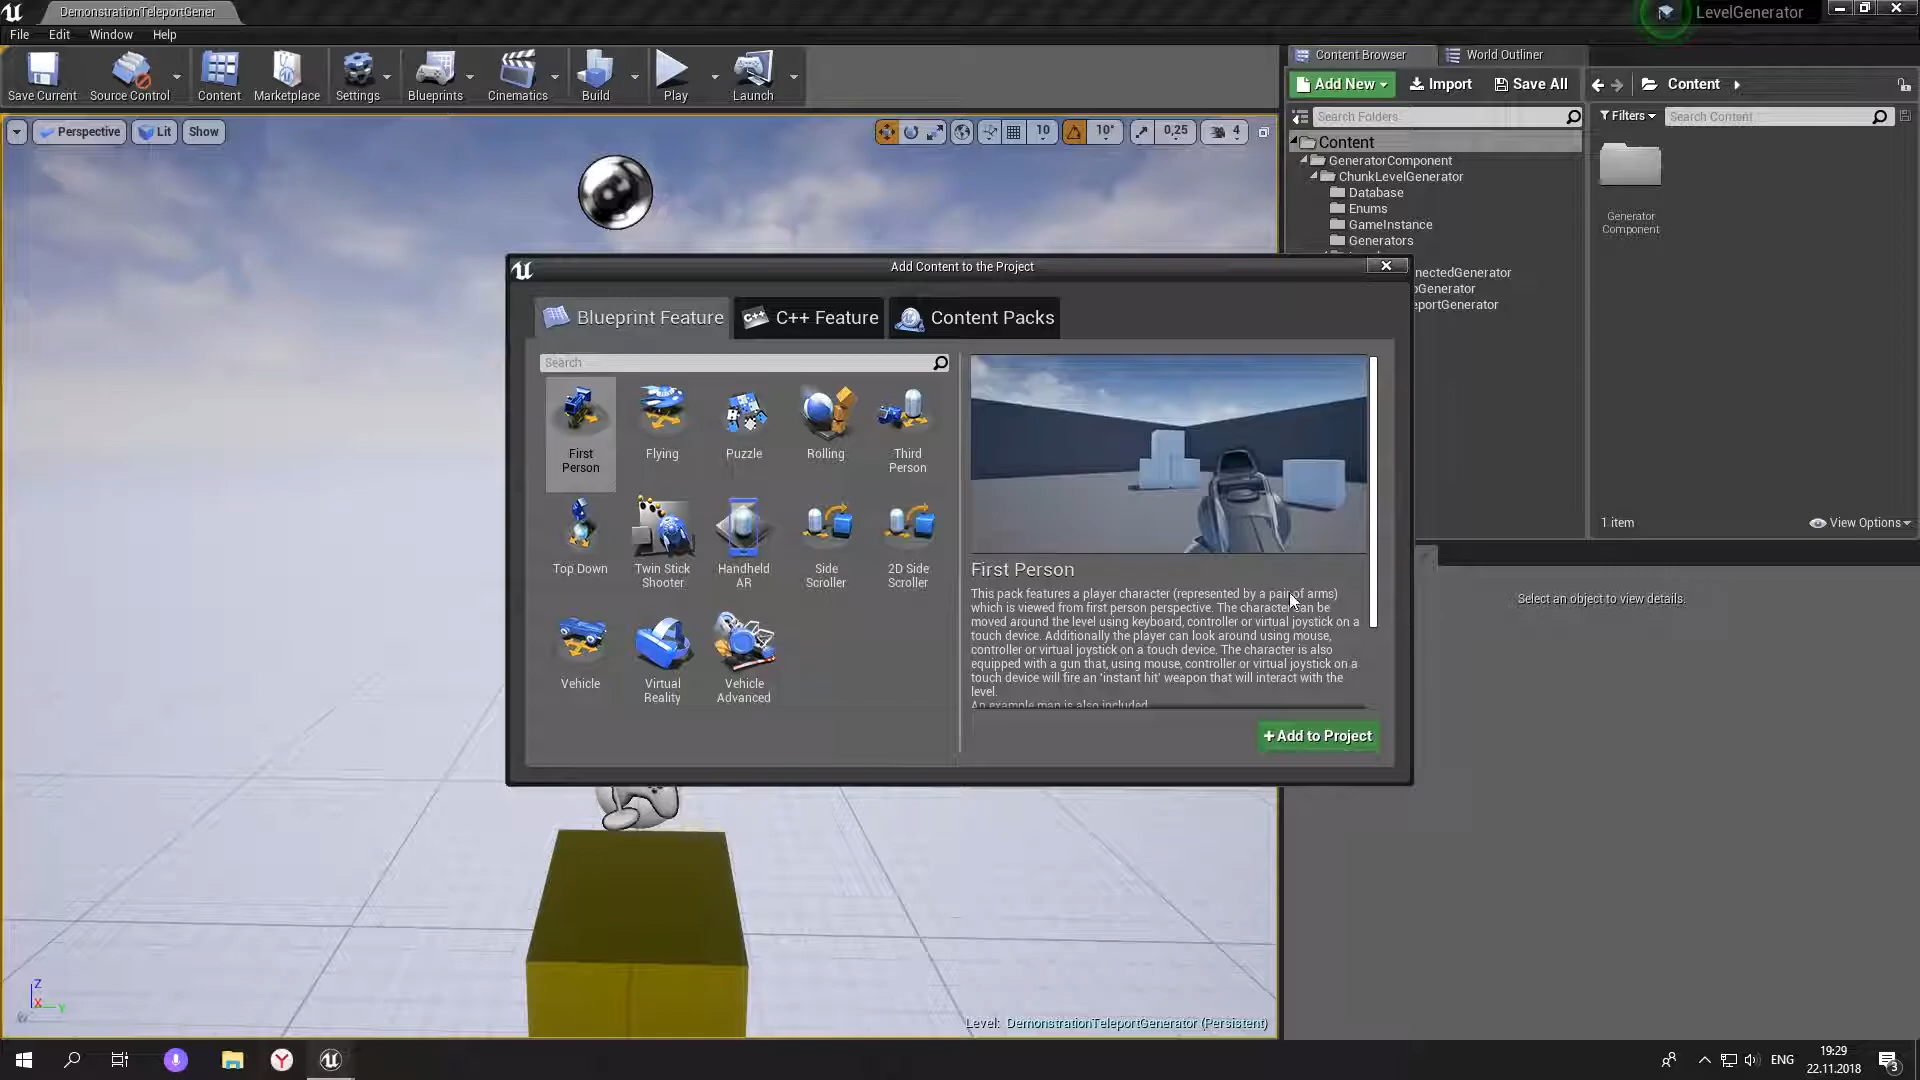 DemonstrationTeleportGener
LevelGenerator
File Edit Window Help
Save Current
Source Control
Content
Marketplace
Settings
Blueprints
Cinematics
Build
Play
Launch
Perspective
Lit
Show
10
10°
0,25
4
Content Browser
World Outliner
Add New
Import
Save All
Content
Search Folders
Filters
Search Content
Content
GeneratorComponent
ChunkLevelGenerator
Database
Enums
GameInstance
Generators
nectedGenerator
oGenerator
eportGenerator
Generator
Component
1 item
View Options
Select an object to view details.
Add Content to the Project
Blueprint Feature
C++ Feature
Content Packs
Search
First
Person
Flying
Puzzle
Rolling
Third
Person
Top Down
Twin Stick
Shooter
Handheld
AR
Side
Scroller
2D Side
Scroller
Vehicle
Virtual
Reality
Vehicle
Advanced
First Person
This pack features a player character (represented by a pair of arms)
which is viewed from first person perspective. The character can be
moved around the level using keyboard, controller or virtual joystick on a
touch device. Additionally the player can look around using mouse,
controller or virtual joystick on a touch device. The character is also
equipped with a gun that, using mouse, controller or virtual joystick on a
touch device will fire an 'instant hit' weapon that will interact with the
level.
An example map is also included
+Add to Project
Z
X
Y
Level: DemonstrationTeleportGenerator (Persistent)
ENG
19:29
22.11.2018
3